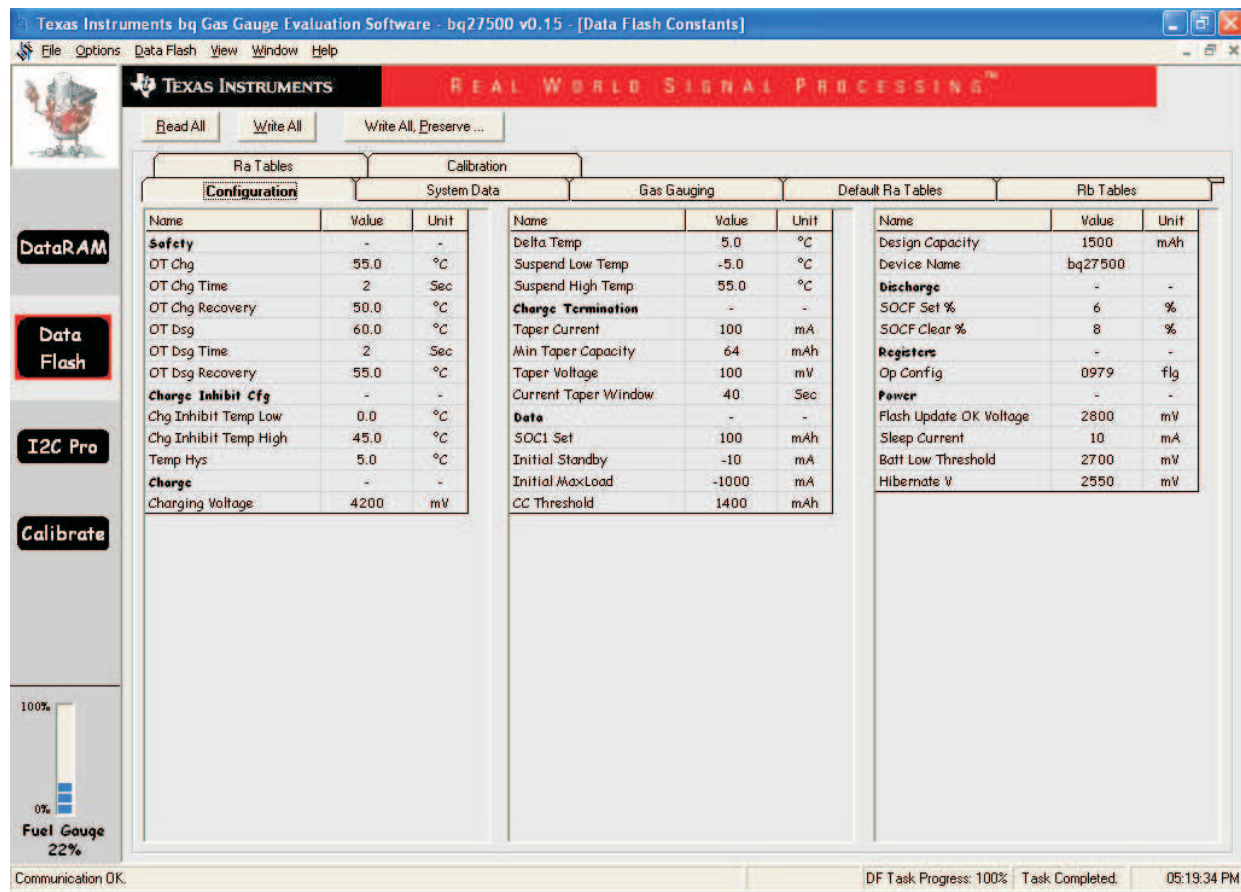 Texas Instruments bq Gas Gauge Evaluation Software - bq27500 v0.15 - [Data Flash Constants]
File Options Data Flash View Window Help
TEXAS INSTRUMENTS
REAL WORLD SIGNAL PROCESSING™
Read All Write All Write All, Preserve ...
Ra Tables Calibration
Configuration System Data Gas Gauging Default Ra Tables Rb Tables
DataRAM
Data
Flash
I2C Pro
Calibrate
100%
0%
Fuel Gauge
22%
Name Value Unit
Safety - -
OT Chg 55.0 °C
OT Chg Time 2 Sec
OT Chg Recovery 50.0 °C
OT Dsg 60.0 °C
OT Dsg Time 2 Sec
OT Dsg Recovery 55.0 °C
Charge Inhibit Cfg - -
Chg Inhibit Temp Low 0.0 °C
Chg Inhibit Temp High 45.0 °C
Temp Hys 5.0 °C
Charge - -
Charging Voltage 4200 mV
Name Value Unit
Delta Temp 5.0 °C
Suspend Low Temp -5.0 °C
Suspend High Temp 55.0 °C
Charge Termination - -
Taper Current 100 mA
Min Taper Capacity 64 mAh
Taper Voltage 100 mV
Current Taper Window 40 Sec
Data - -
SOC1 Set 100 mAh
Initial Standby -10 mA
Initial MaxLoad -1000 mA
CC Threshold 1400 mAh
Name Value Unit
Design Capacity 1500 mAh
Device Name bq27500
Discharge - -
SOCF Set % 6 %
SOCF Clear % 8 %
Registers - -
Op Config 0979 flg
Power - -
Flash Update OK Voltage 2800 mV
Sleep Current 10 mA
Batt Low Threshold 2700 mV
Hibernate V 2550 mV
Communication OK. DF Task Progress: 100% Task Completed. 05:19:34 PM